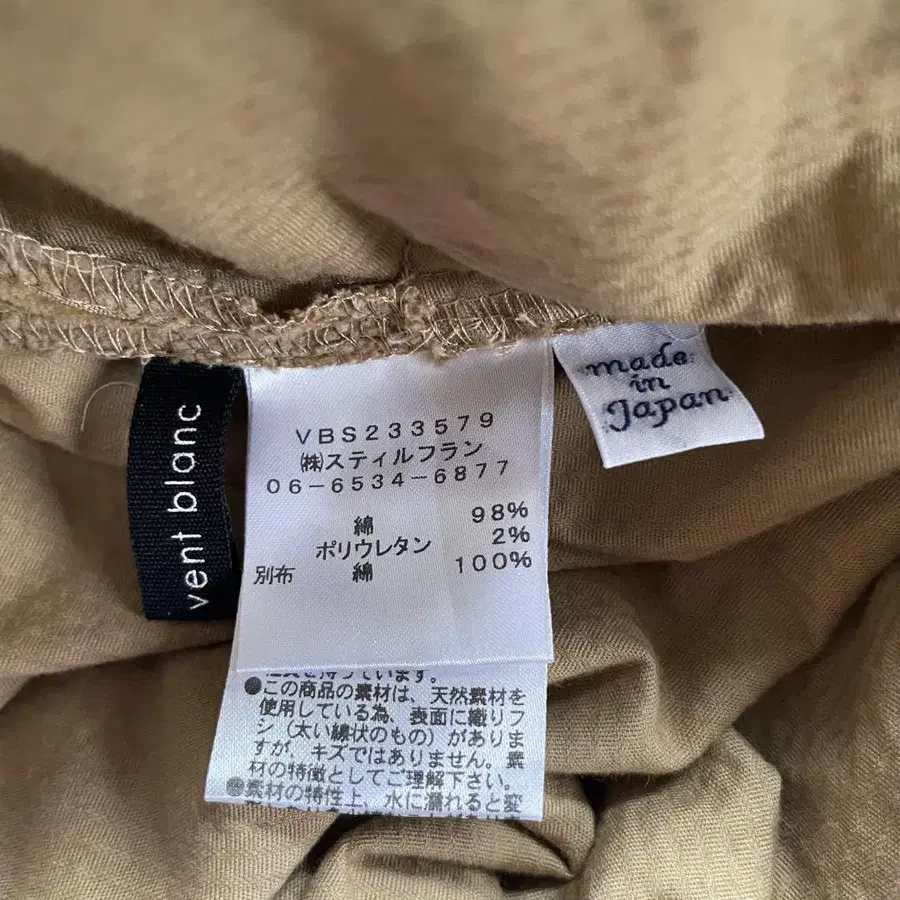 vent blanc
VBS233579
㈱スティルフラン
06-6534-6877
綿 98%
ポリウレタン 2%
別布 綿 100%
made
in
Japan
●この商品の素材は、天然素材を
使用している為、表面に織りフ
シ（太い線状のもの）がありま
すが、キズではありません。素
材の特徴としてご理解下さい。
●素材の特性上、水に濡れると変